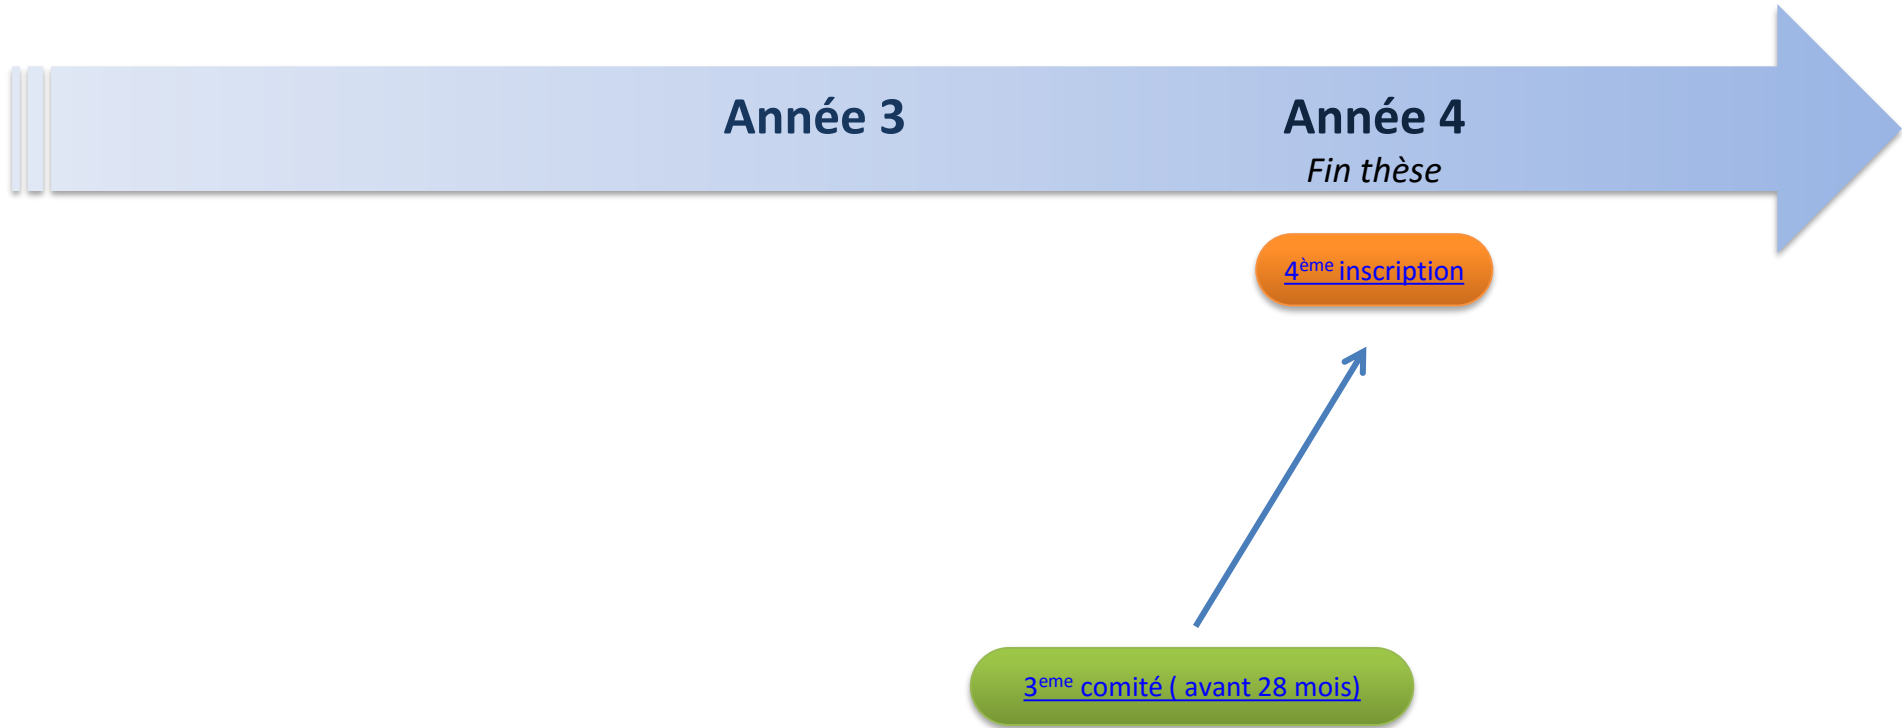 Année 3
Année 4
Fin thèse
4ème inscription
3eme comité ( avant 28 mois)